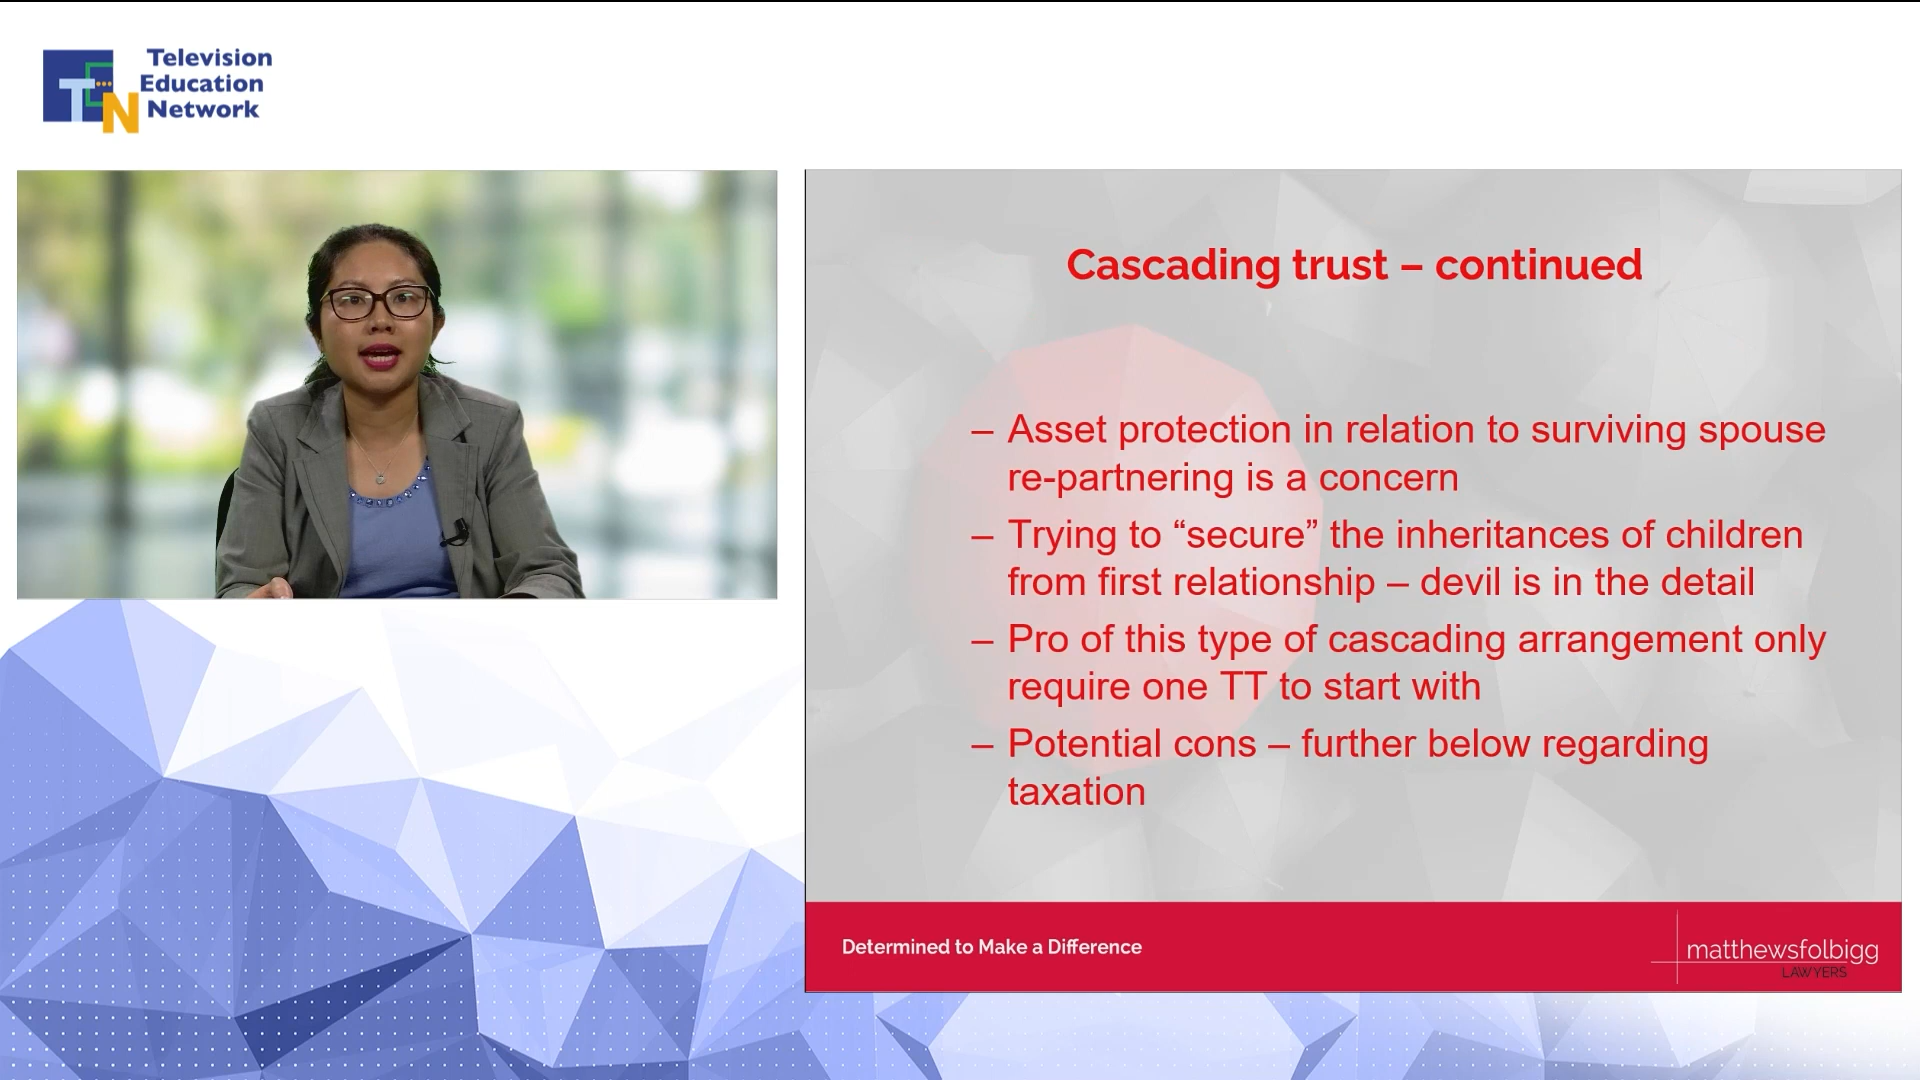 Television
Education
Network
TEN
Cascading trust – continued
– Asset protection in relation to surviving spouse
re-partnering is a concern
– Trying to “secure” the inheritances of children
from first relationship – devil is in the detail
– Pro of this type of cascading arrangement only
require one TT to start with
– Potential cons – further below regarding
taxation
Determined to Make a Difference
matthewsfolbigg
LAWYERS